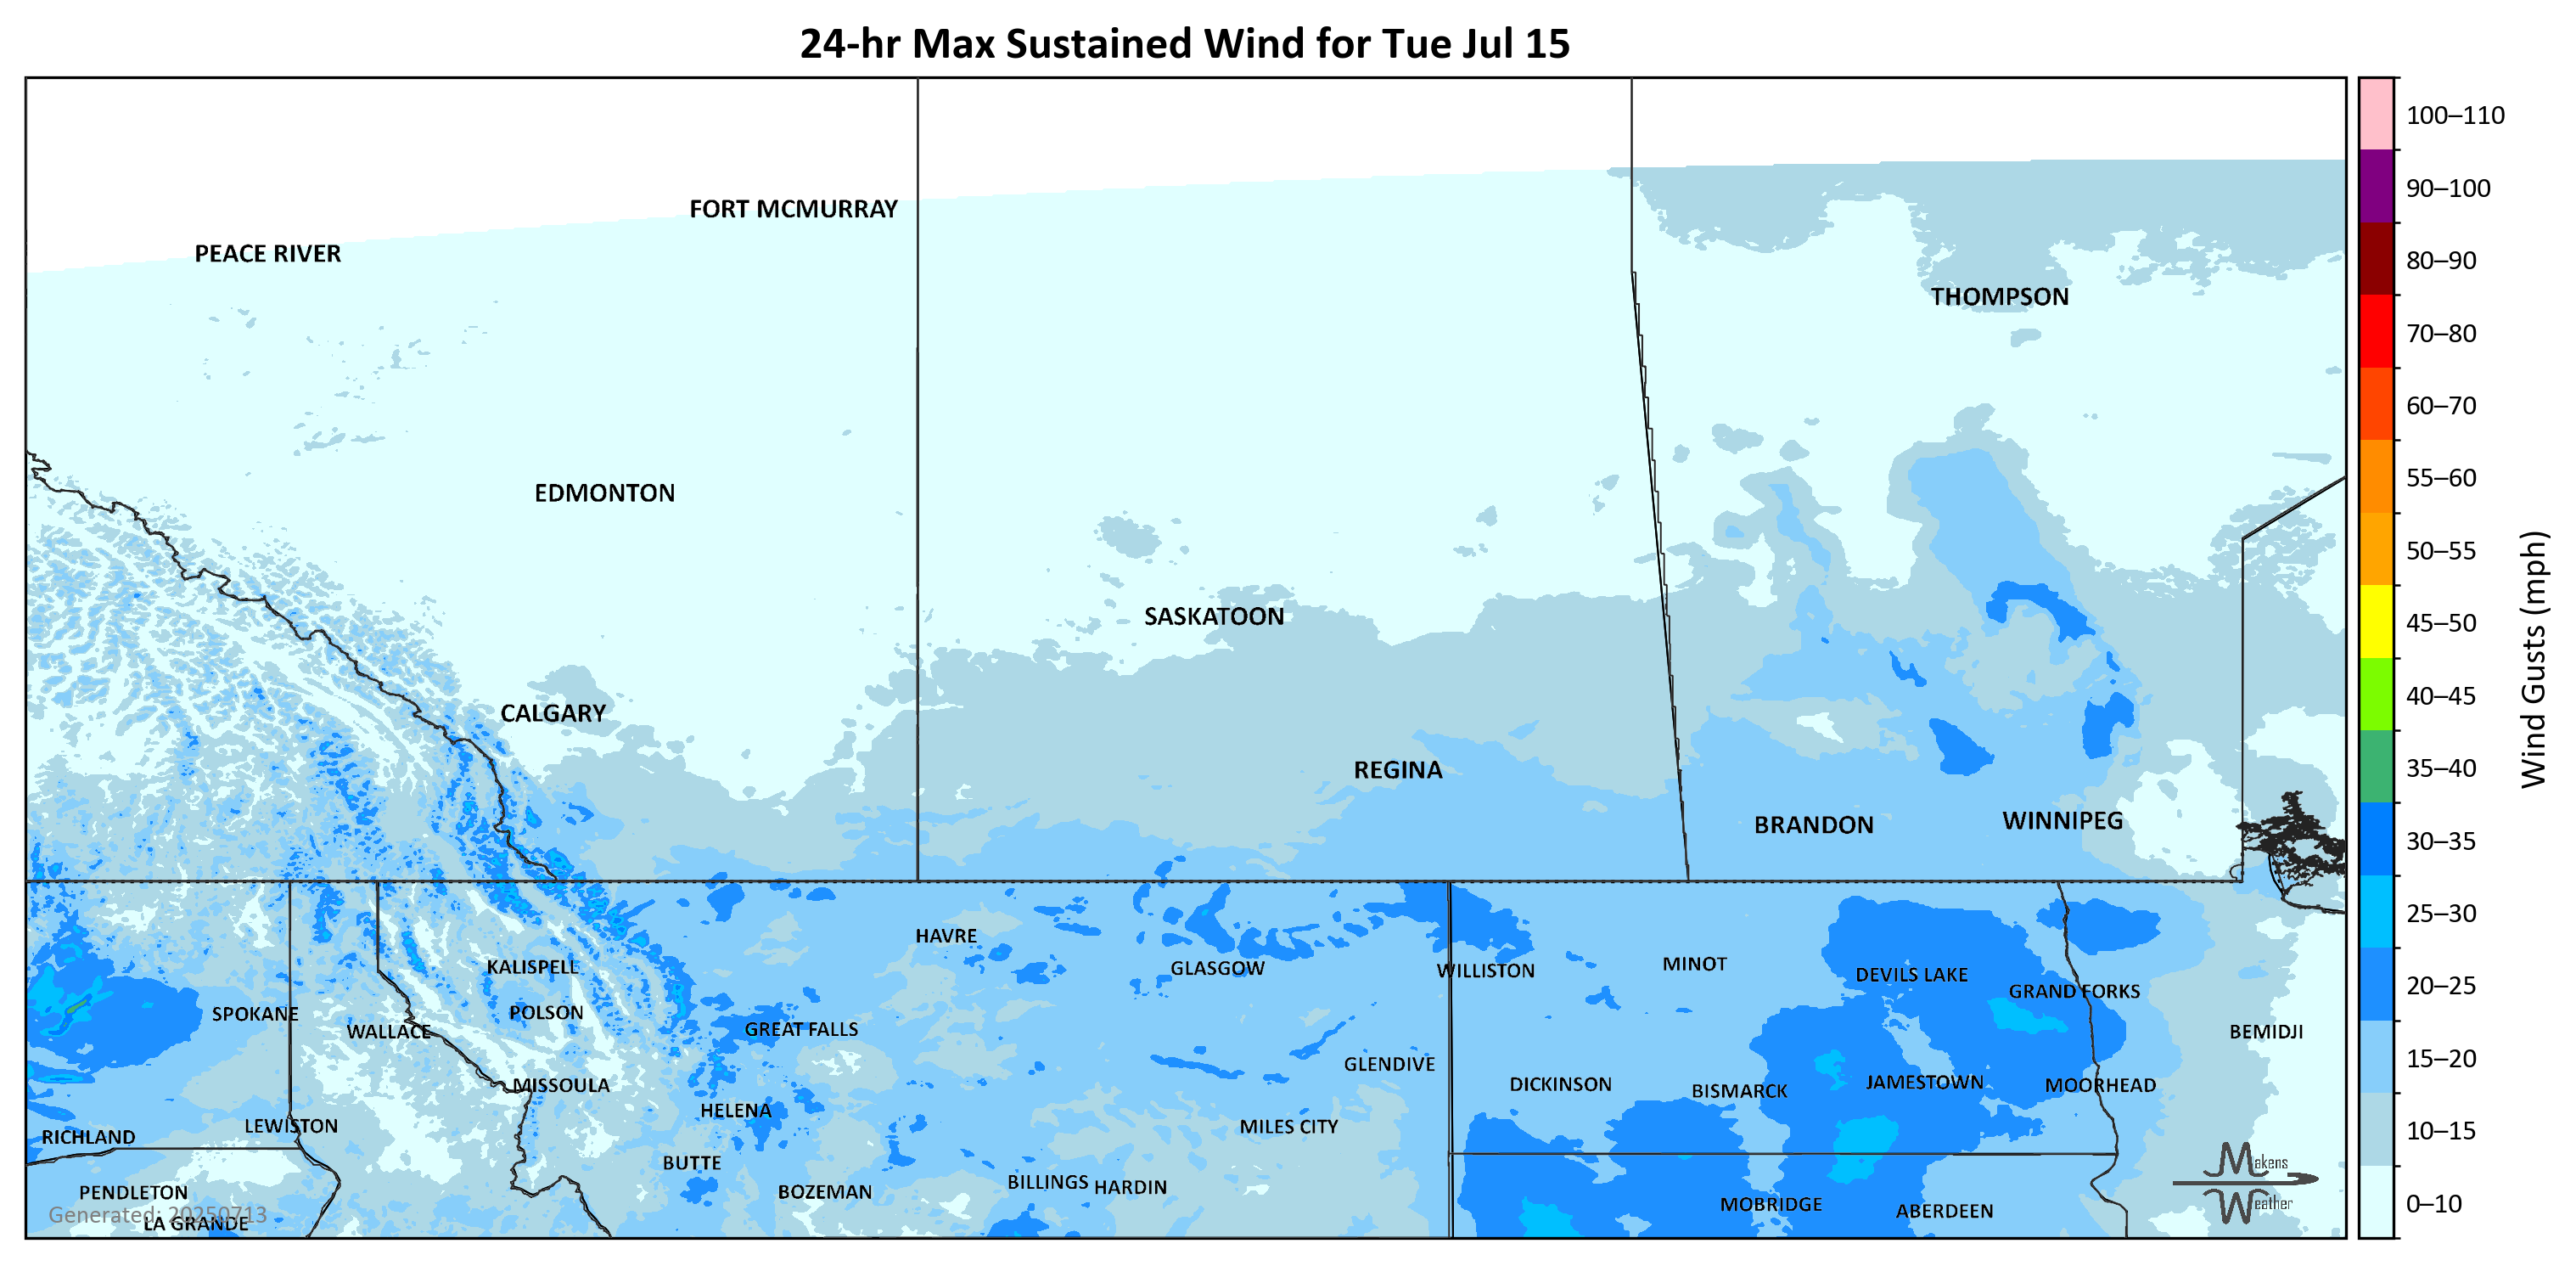 24-hr Max Sustained Wind for Tue Jul 15
100–110
FORT MCMURRAY
90–100
PEACE RIVER
80–90
THOMPSON
70–80
60–70
EDMONTON
55–60
50–55
SASKATOON
45–50
Wind Gusts (mph)
CALGARY
40–45
REGINA
35–40
BRANDON
WINNIPEG
30–35
25–30
HAVRE
KALISPELL
GLASGOW
WILLISTON
MINOT
DEVILS LAKE
20–25
GRAND FORKS
SPOKANE
POLSON
WALLACE
GREAT FALLS
BEMIDJI
15–20
GLENDIVE
MISSOULA
DICKINSON
BISMARCK
JAMESTOWN
MOORHEAD
HELENA
LEWISTON
MILES CITY
RICHLAND
10–15
BUTTE
Makens
PENDLETON
BOZEMAN
BILLINGS
HARDIN
MOBRIDGE
ABERDEEN
Weather
0–10
Generated: 20250713
LA GRANDE